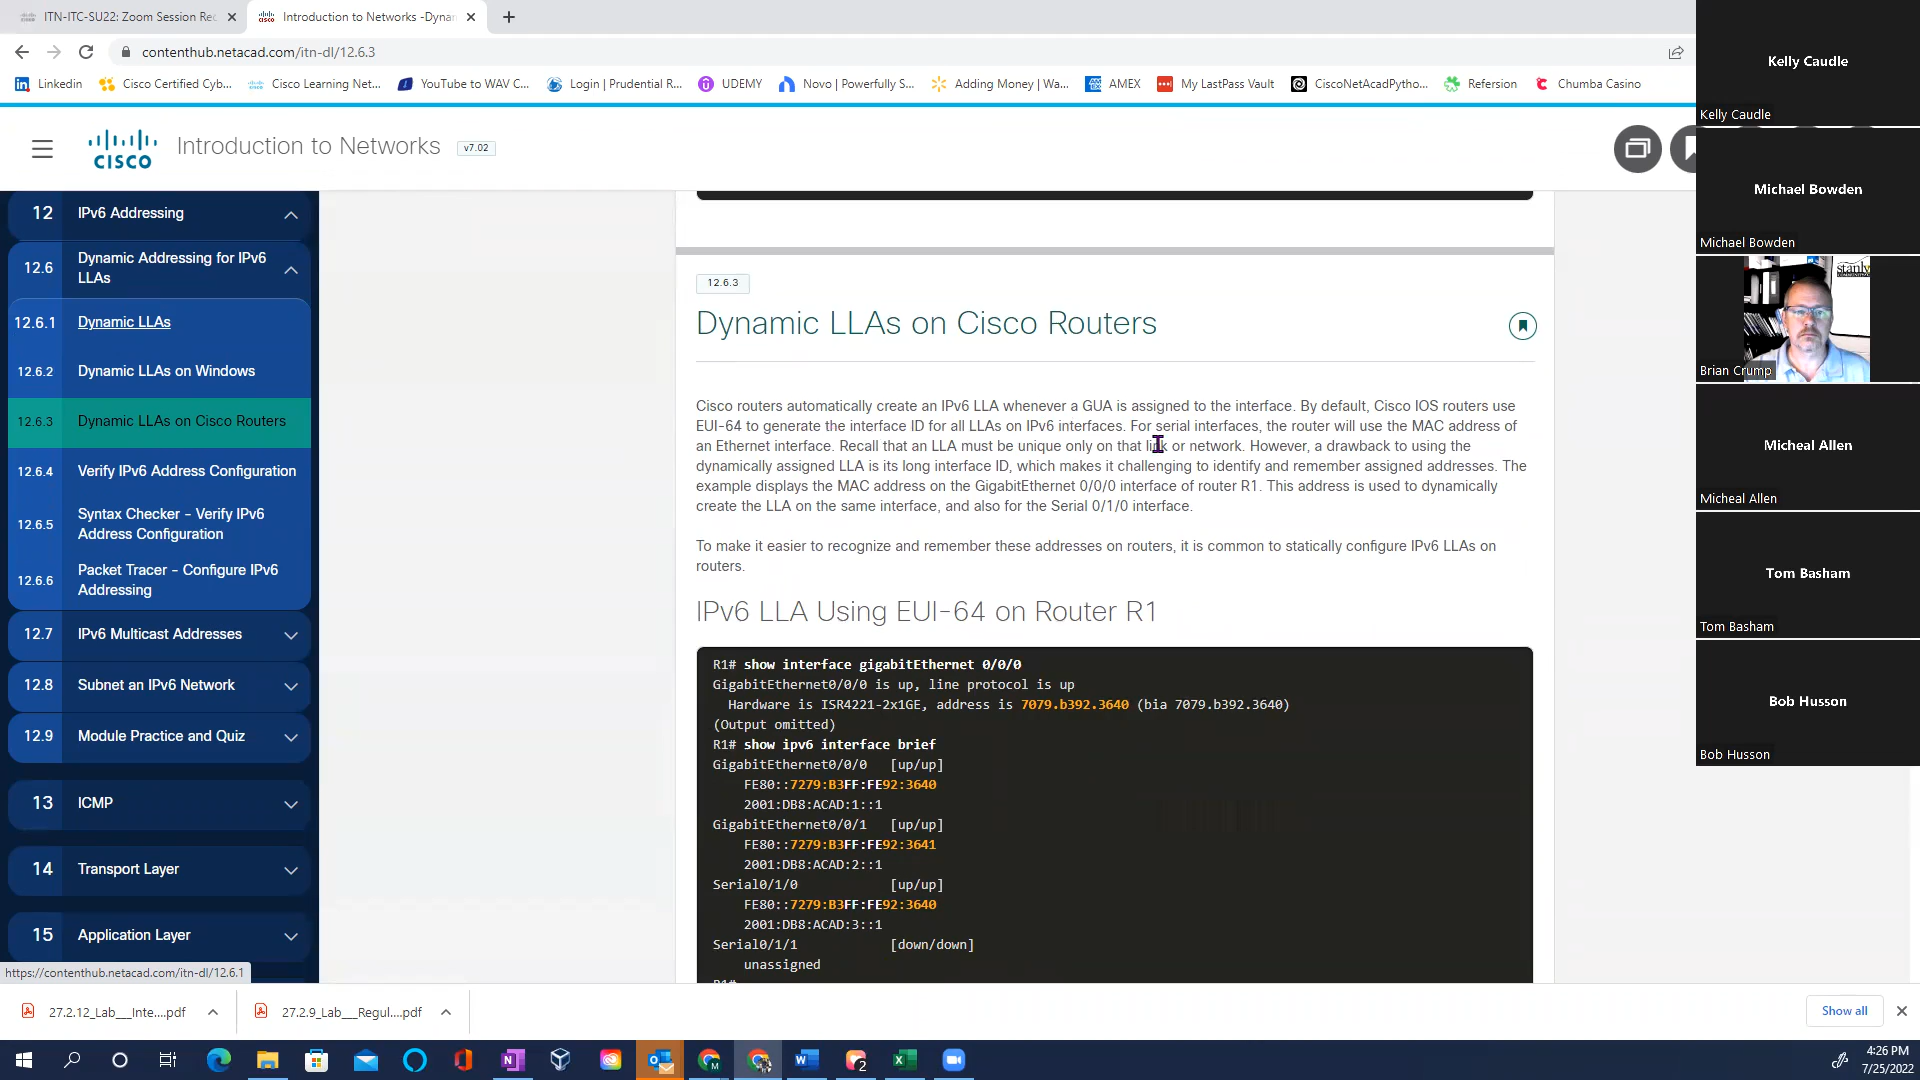 ITN-ITC-SU22: Zoom Session Rec
Introduction to Networks -Dynam
contenthub.netacad.com/itn-dl/12.6.3
Linkedin
Cisco Certified Cyb...
Cisco Learning Net...
YouTube to WAV C...
Login | Prudential R...
UDEMY
Novo | Powerfully S...
Adding Money | Wa...
AMEX
My LastPass Vault
CiscoNetAcadPytho...
Refersion
Chumba Casino
CISCO
Introduction to Networks
v7.02
12 IPv6 Addressing
12.6 Dynamic Addressing for IPv6
LLAs
12.6.1 Dynamic LLAs
12.6.2 Dynamic LLAs on Windows
12.6.3 Dynamic LLAs on Cisco Routers
12.6.4 Verify IPv6 Address Configuration
12.6.5 Syntax Checker - Verify IPv6
Address Configuration
12.6.6 Packet Tracer - Configure IPv6
Addressing
12.7 IPv6 Multicast Addresses
12.8 Subnet an IPv6 Network
12.9 Module Practice and Quiz
13 ICMP
14 Transport Layer
15 Application Layer
https://contenthub.netacad.com/itn-dl/12.6.1
12.6.3
Dynamic LLAs on Cisco Routers
Cisco routers automatically create an IPv6 LLA whenever a GUA is assigned to the interface. By default, Cisco IOS routers use
EUI-64 to generate the interface ID for all LLAs on IPv6 interfaces. For serial interfaces, the router will use the MAC address of
an Ethernet interface. Recall that an LLA must be unique only on that link or network. However, a drawback to using the
dynamically assigned LLA is its long interface ID, which makes it challenging to identify and remember assigned addresses. The
example displays the MAC address on the GigabitEthernet 0/0/0 interface of router R1. This address is used to dynamically
create the LLA on the same interface, and also for the Serial 0/1/0 interface.
To make it easier to recognize and remember these addresses on routers, it is common to statically configure IPv6 LLAs on
routers.
IPv6 LLA Using EUI-64 on Router R1
R1# show interface gigabitEthernet 0/0/0
GigabitEthernet0/0/0 is up, line protocol is up
Hardware is ISR4221-2x1GE, address is 7079.b392.3640 (bia 7079.b392.3640)
(Output omitted)
R1# show ipv6 interface brief
GigabitEthernet0/0/0 [up/up]
FE80::7279:B3FF:FE92:3640
2001:DB8:ACAD:1::1
GigabitEthernet0/0/1 [up/up]
FE80::7279:B3FF:FE92:3641
2001:DB8:ACAD:2::1
Serial0/1/0 [up/up]
FE80::7279:B3FF:FE92:3640
2001:DB8:ACAD:3::1
Serial0/1/1 [down/down]
unassigned
R1#
Kelly Caudle
Kelly Caudle
Michael Bowden
Michael Bowden
stanly
Brian Crump
Micheal Allen
Micheal Allen
Tom Basham
Tom Basham
Bob Husson
Bob Husson
27.2.12_Lab___Inte....pdf
27.2.9_Lab___Regul....pdf
Show all
2
4:26 PM
7/25/2022